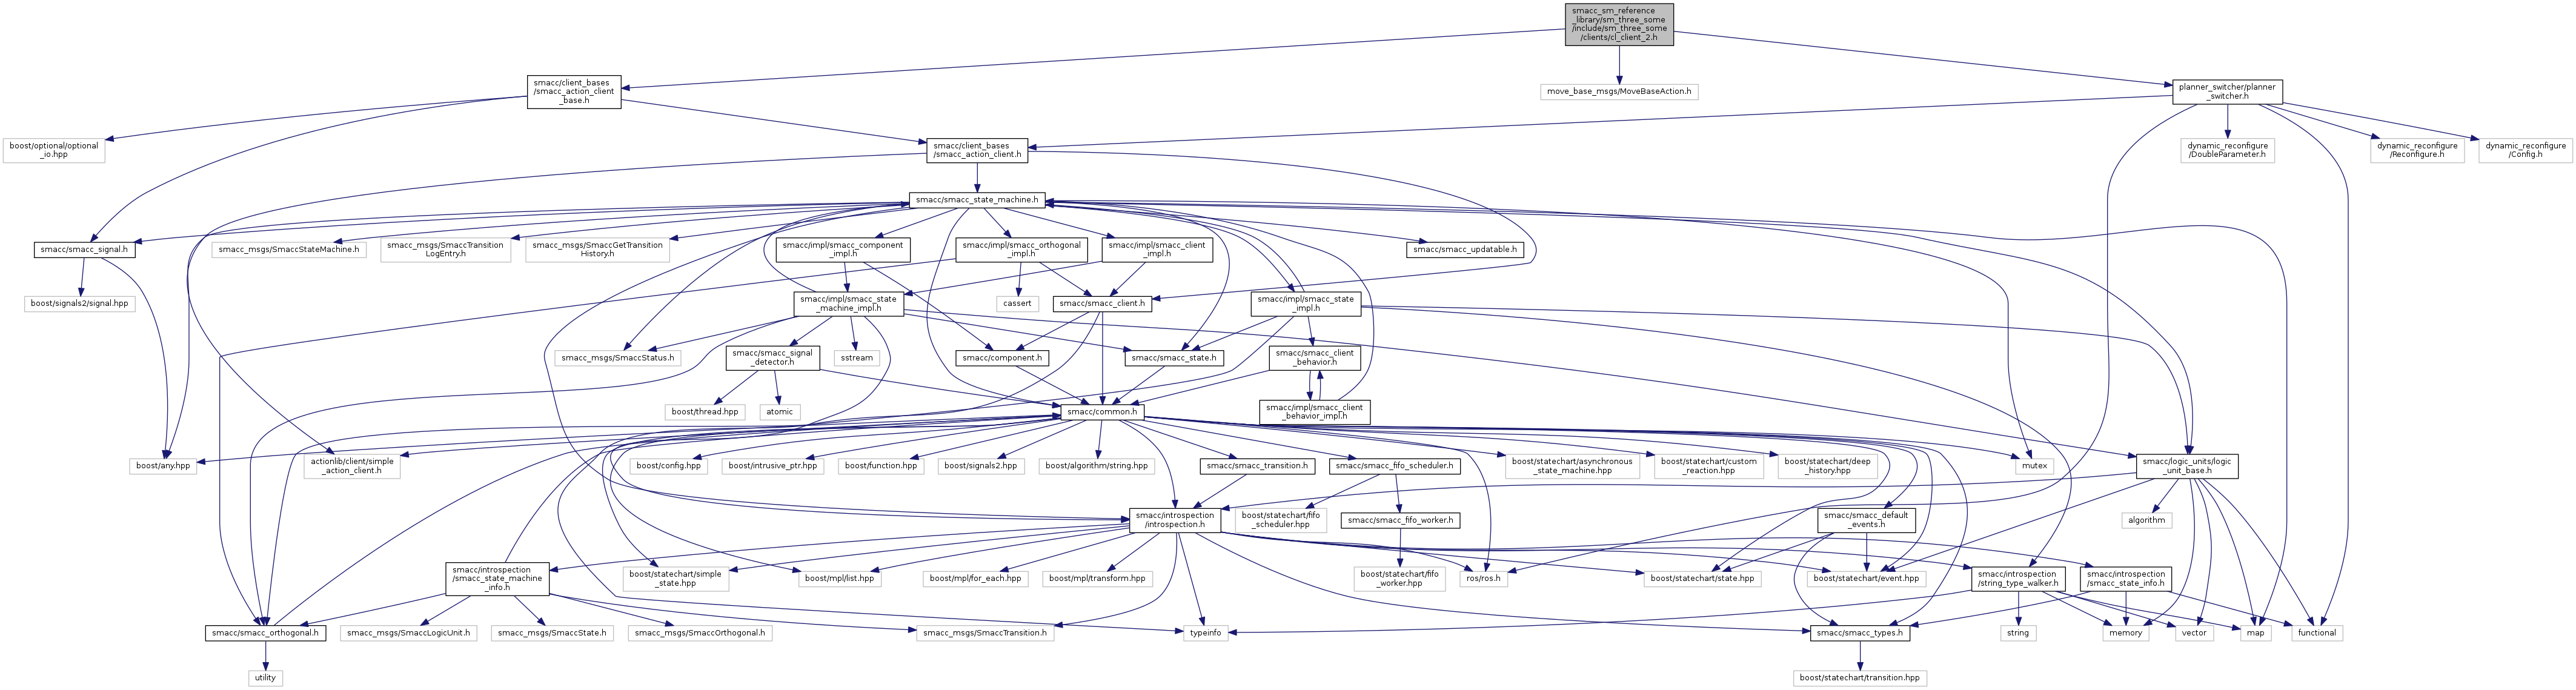 smacc_sm_reference
_library/sm_three_some
/include/sm_three_some
/clients/cl_client_2.h
smacc/client_bases
/smacc_action_client
_base.h
move_base_msgs/MoveBaseAction.h
planner_switcher/planner
_switcher.h
boost/optional/optional
_io.hpp
smacc/client_bases
/smacc_action_client.h
dynamic_reconfigure
/DoubleParameter.h
dynamic_reconfigure
/Reconfigure.h
dynamic_reconfigure
/Config.h
smacc/smacc_state_machine.h
smacc/smacc_signal.h
smacc_msgs/SmaccStateMachine.h
smacc_msgs/SmaccTransition
LogEntry.h
smacc_msgs/SmaccGetTransition
History.h
smacc/impl/smacc_component
_impl.h
smacc/impl/smacc_orthogonal
_impl.h
smacc/impl/smacc_client
_impl.h
smacc/smacc_updatable.h
boost/signals2/signal.hpp
smacc/impl/smacc_state
_machine_impl.h
cassert
smacc/smacc_client.h
smacc/impl/smacc_state
_impl.h
smacc_msgs/SmaccStatus.h
smacc/smacc_signal
_detector.h
sstream
smacc/component.h
smacc/smacc_state.h
smacc/smacc_client
_behavior.h
boost/thread.hpp
atomic
smacc/common.h
smacc/impl/smacc_client
_behavior_impl.h
boost/any.hpp
actionlib/client/simple
_action_client.h
boost/config.hpp
boost/intrusive_ptr.hpp
boost/function.hpp
boost/signals2.hpp
boost/algorithm/string.hpp
smacc/smacc_transition.h
smacc/smacc_fifo_scheduler.h
boost/statechart/asynchronous
_state_machine.hpp
boost/statechart/custom
_reaction.hpp
boost/statechart/deep
_history.hpp
mutex
smacc/logic_units/logic
_unit_base.h
smacc/introspection
/introspection.h
boost/statechart/fifo
_scheduler.hpp
smacc/smacc_fifo_worker.h
smacc/smacc_default
_events.h
algorithm
smacc/introspection
/smacc_state_machine
_info.h
boost/statechart/simple
_state.hpp
boost/mpl/list.hpp
boost/mpl/for_each.hpp
boost/mpl/transform.hpp
boost/statechart/fifo
_worker.hpp
ros/ros.h
boost/statechart/state.hpp
boost/statechart/event.hpp
smacc/introspection
/string_type_walker.h
smacc/introspection
/smacc_state_info.h
smacc/smacc_orthogonal.h
smacc_msgs/SmaccLogicUnit.h
smacc_msgs/SmaccState.h
smacc_msgs/SmaccOrthogonal.h
smacc_msgs/SmaccTransition.h
typeinfo
smacc/smacc_types.h
string
memory
vector
map
functional
utility
boost/statechart/transition.hpp